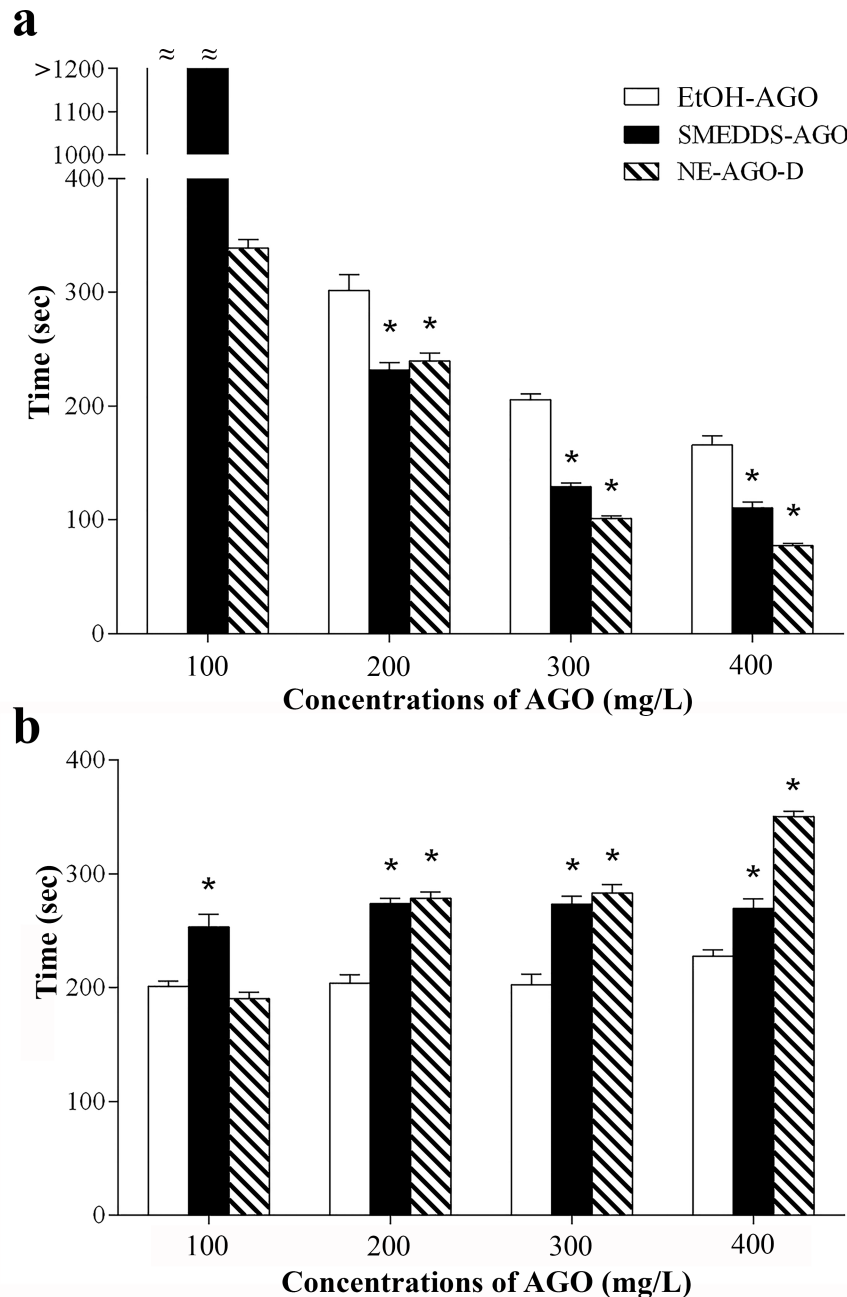 a
≈ ≈
>1200
1100
1000
400
300
200
100
0
Time (sec)
EtOH-AGO
SMEDDS-AGO
NE-AGO-D
* *
* *
* *
100 200 300 400
Concentrations of AGO (mg/L)
b
400
300
200
100
0
Time (sec)
*
* *
* *
* *
100 200 300 400
Concentrations of AGO (mg/L)